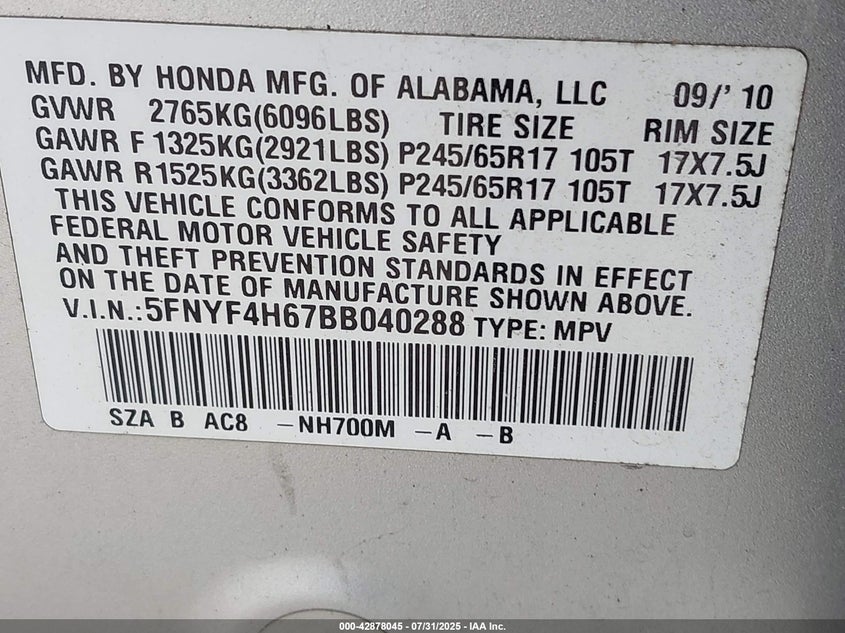 MFD. BY HONDA MFG. OF ALABAMA, LLC 09/' 10
GVWR 2765KG(6096LBS) TIRE SIZE RIM SIZE
GAWR F 1325KG(2921LBS) P245/65R17 105T 17X7.5J
GAWR R 1525KG(3362LBS) P245/65R17 105T 17X7.5J
THIS VEHICLE CONFORMS TO ALL APPLICABLE
FEDERAL MOTOR VEHICLE SAFETY
AND THEFT PREVENTION STANDARDS IN EFFECT
ON THE DATE OF MANUFACTURE SHOWN ABOVE.
V.I.N.:5FNYF4H67BB040288 TYPE: MPV
SZA B AC8 -NH700M -A -B
000-42878045 - 07/31/2025 - IAA Inc.